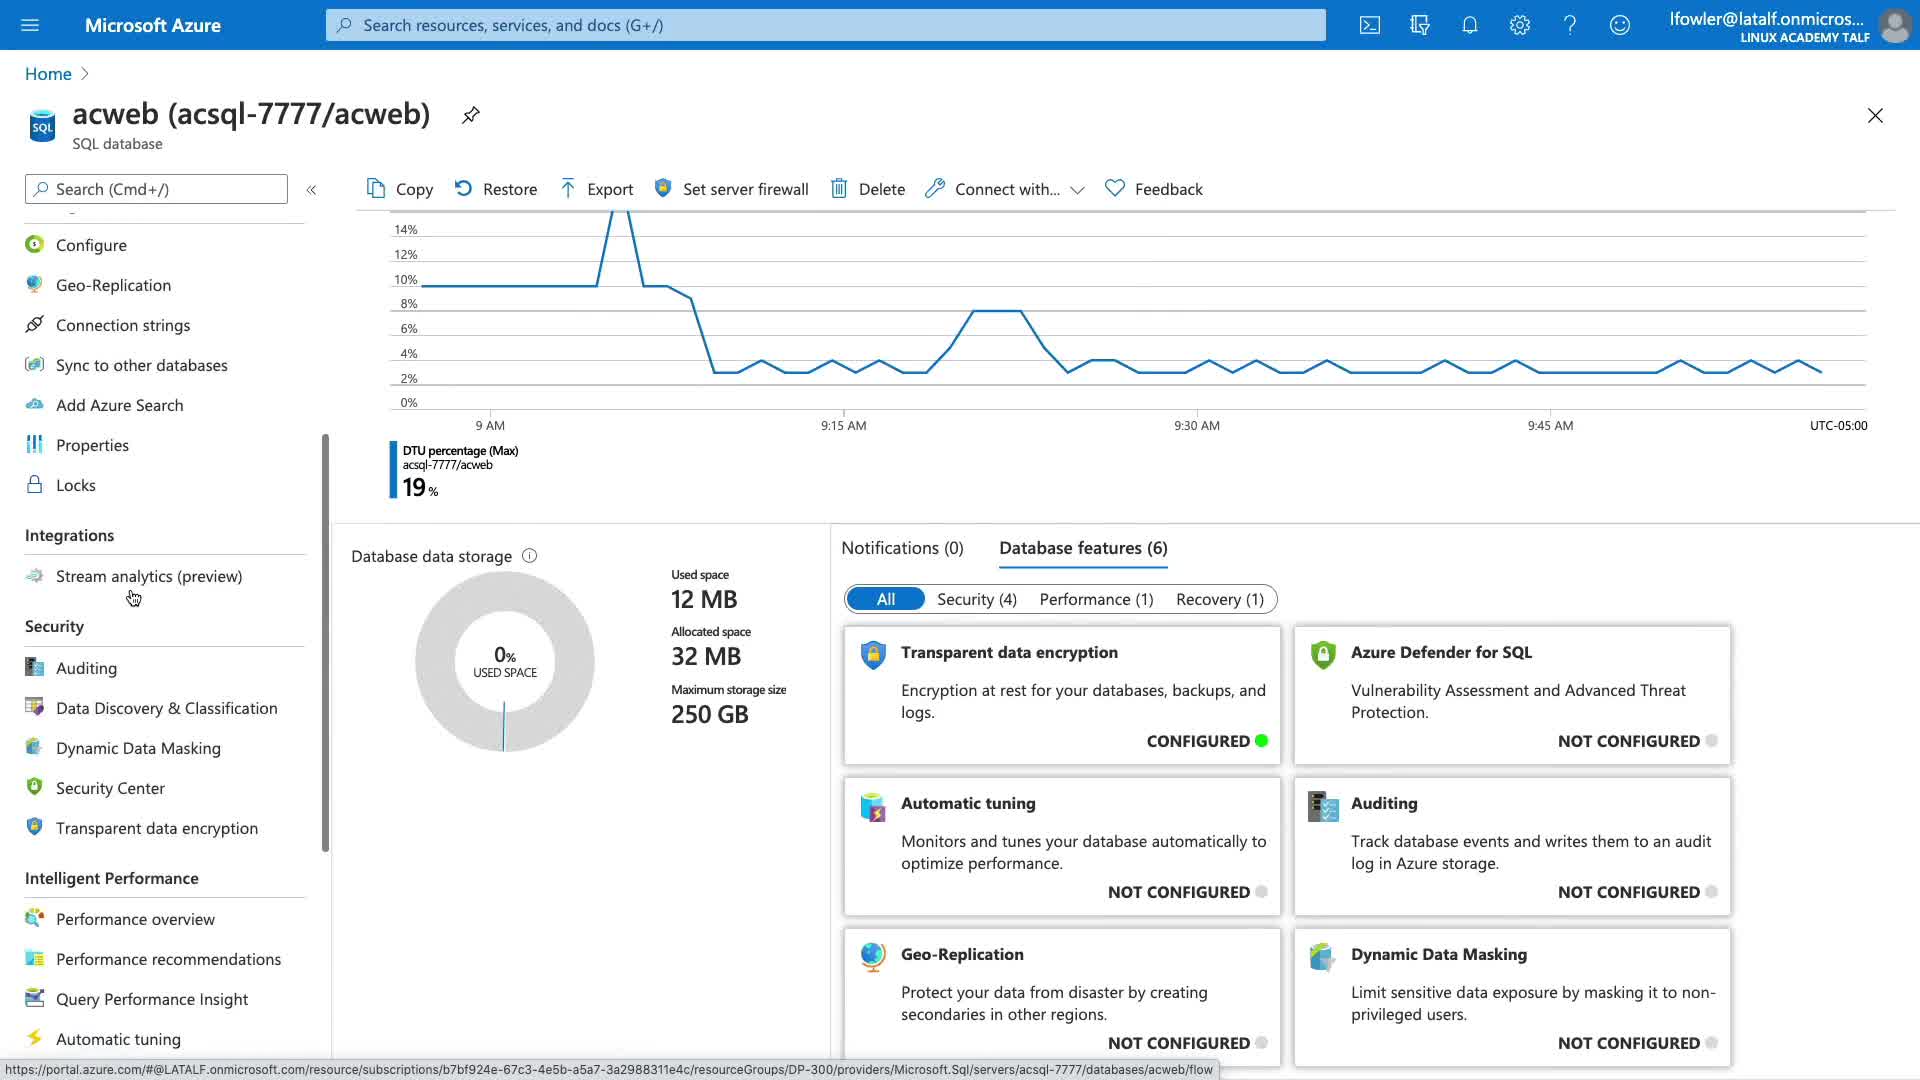 Microsoft Azure
Search resources, services, and docs (G+/)
lfowler@latalf.onmicros...
LINUX ACADEMY TALF
Home
acweb (acsql-7777/acweb)
SQL
SQL database
Search (Cmd+/)
«
Copy
Restore
Export
Set server firewall
Delete
Connect with...
Feedback
Configure
Geo-Replication
Connection strings
Sync to other databases
Add Azure Search
Properties
Locks
Integrations
Stream analytics (preview)
Security
Auditing
Data Discovery & Classification
Dynamic Data Masking
Security Center
Transparent data encryption
Intelligent Performance
Performance overview
Performance recommendations
Query Performance Insight
Automatic tuning
14%
12%
10%
8%
6%
4%
2%
0%
9 AM
9:15 AM
9:30 AM
9:45 AM
UTC-05:00
DTU percentage (Max)
acsql-7777/acweb
19 %
Database data storage
0%
USED SPACE
Used space
12 MB
Allocated space
32 MB
Maximum storage size
250 GB
Notifications (0)
Database features (6)
All
Security (4)
Performance (1)
Recovery (1)
Transparent data encryption
Encryption at rest for your databases, backups, and
logs.
CONFIGURED
Azure Defender for SQL
Vulnerability Assessment and Advanced Threat
Protection.
NOT CONFIGURED
Automatic tuning
Monitors and tunes your database automatically to
optimize performance.
NOT CONFIGURED
Auditing
Track database events and writes them to an audit
log in Azure storage.
NOT CONFIGURED
Geo-Replication
Protect your data from disaster by creating
secondaries in other regions.
NOT CONFIGURED
Dynamic Data Masking
Limit sensitive data exposure by masking it to non-
privileged users.
NOT CONFIGURED
https://portal.azure.com/#@LATALF.onmicrosoft.com/resource/subscriptions/b7bf924e-67c3-4e5b-a5a7-3a2988311e4c/resourceGroups/DP-300/providers/Microsoft.Sql/servers/acsql-7777/databases/acweb/flow